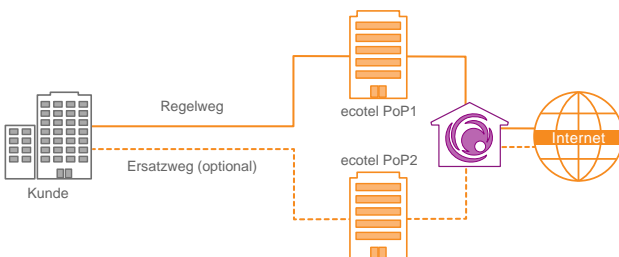 Regelweg
ecotel PoP1
Internet
Ersatzweg (optional)
ecotel PoP2
Kunde